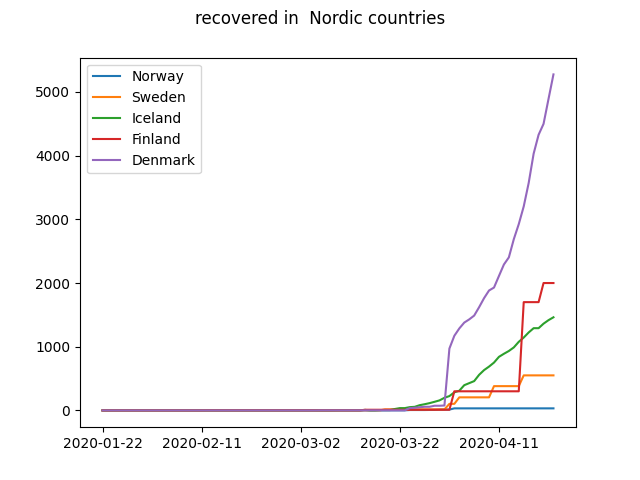 recovered in  Nordic countries
Norway
Sweden
Iceland
Finland
Denmark
5000
4000
3000
2000
1000
0
2020-01-22 2020-02-11 2020-03-02 2020-03-22 2020-04-11